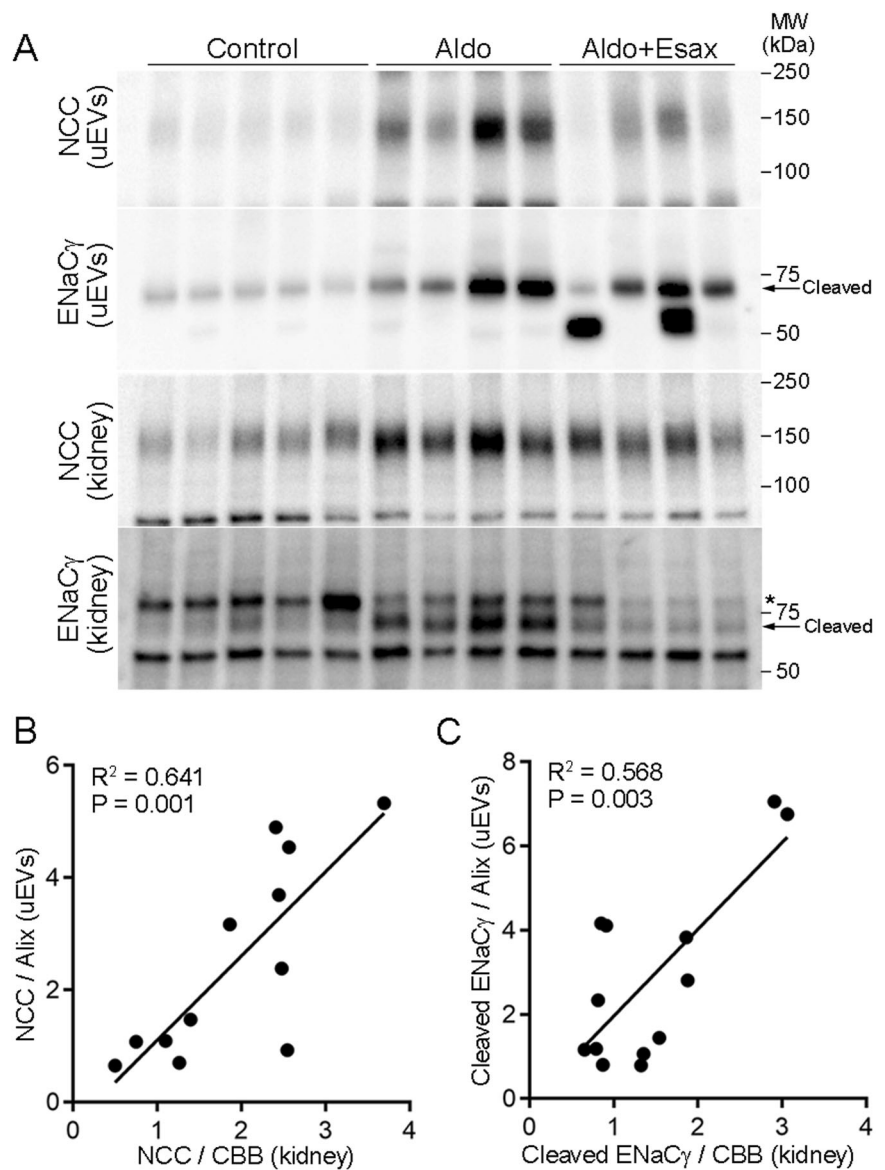 A
Control
Aldo
Aldo+Esax
MW
(kDa)
NCC
(uEVs)
250
150
100
ENaCγ
(uEVs)
75
Cleaved
50
NCC
(kidney)
250
150
100
ENaCγ
(kidney)
*
75
Cleaved
50
B
R² = 0.641
P = 0.001
NCC / Alix (uEVs)
6
4
2
0
0 1 2 3 4
NCC / CBB (kidney)
C
R² = 0.568
P = 0.003
Cleaved ENaCγ / Alix (uEVs)
8
6
4
2
0
0 1 2 3 4
Cleaved ENaCγ / CBB (kidney)